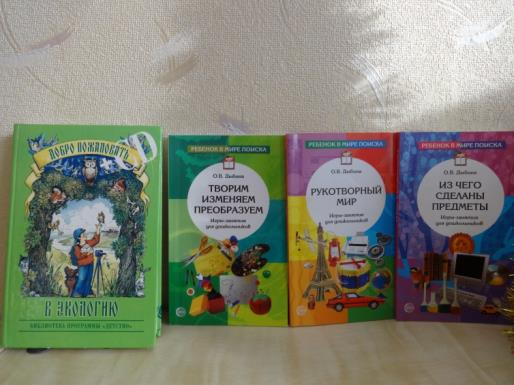 ДОБРО ПОЖАЛОВАТЬ
В ЭКОЛОГИЮ
БИБЛИОТЕКА ПРОГРАММЫ «ДЕТСТВО»
РЕБЕНОК В МИРЕ ПОИСКА
О.В. Дыбина
ТВОРИМ
ИЗМЕНЯЕМ
ПРЕОБРАЗУЕМ
Игры-занятия
для дошкольников
РЕБЕНОК В МИРЕ ПОИСКА
О.В. Дыбина
РУКОТВОРНЫЙ
МИР
Игры-занятия
для дошкольников
РЕБЕНОК В МИРЕ ПОИСКА
О.В. Дыбина
ИЗ ЧЕГО
СДЕЛАНЫ
ПРЕДМЕТЫ
Игры-занятия
для дошкольников